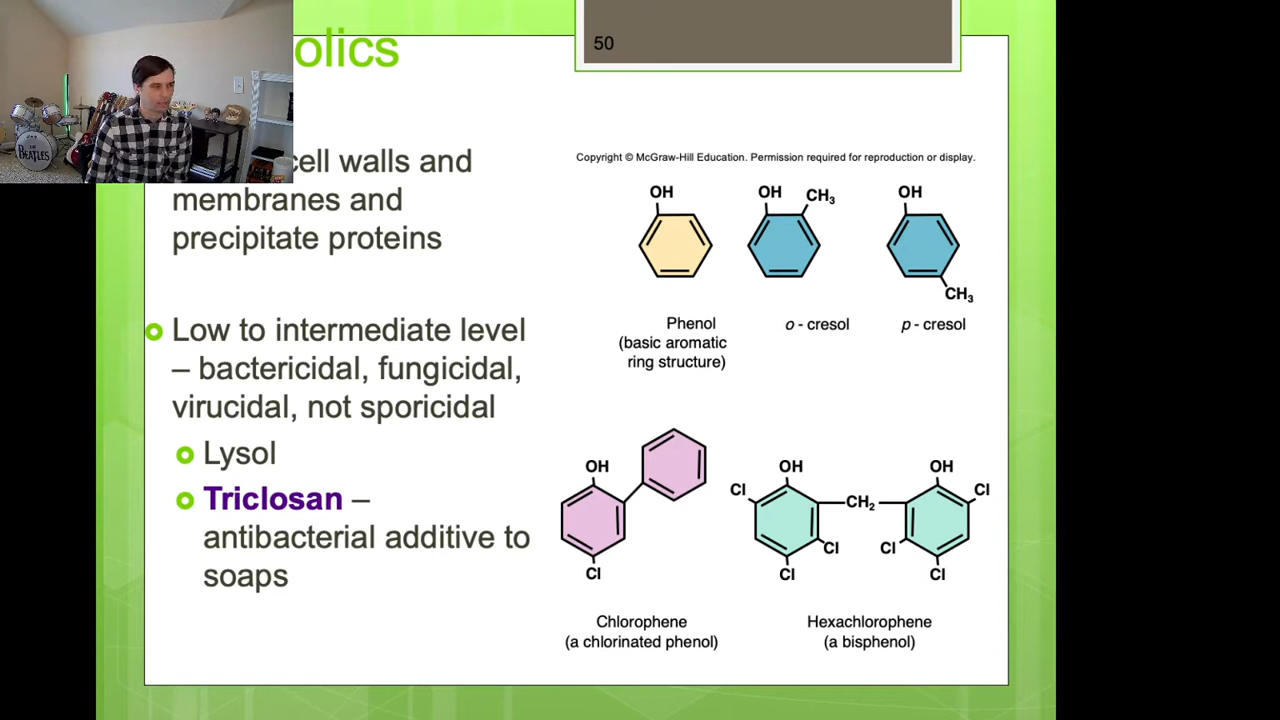 olics
50
THE
BEATLES
cell walls and
membranes and
precipitate proteins
Low to intermediate level
– bactericidal, fungicidal,
virucidal, not sporicidal
Lysol
Triclosan –
antibacterial additive to
soaps
Copyright © McGraw-Hill Education. Permission required for reproduction or display.
OH
OH
CH₃
OH
CH₃
Phenol
(basic aromatic
ring structure)
o - cresol
p - cresol
OH
Cl
Chlorophene
(a chlorinated phenol)
OH
OH
Cl
CH₂
Cl
Cl
Cl
Cl
Cl
Hexachlorophene
(a bisphenol)